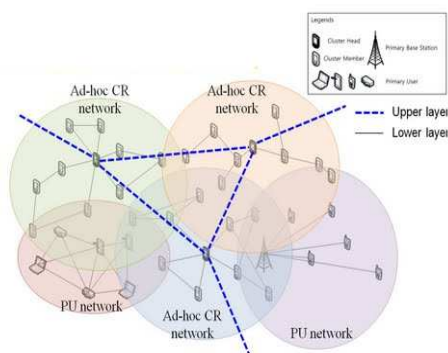 Legends
Cluster Head
Cluster Member
Primary Base Station
Primary User
Upper layer
Lower layer
Ad-hoc CR
network
Ad-hoc CR
network
PU network
Ad-hoc CR
network
PU network